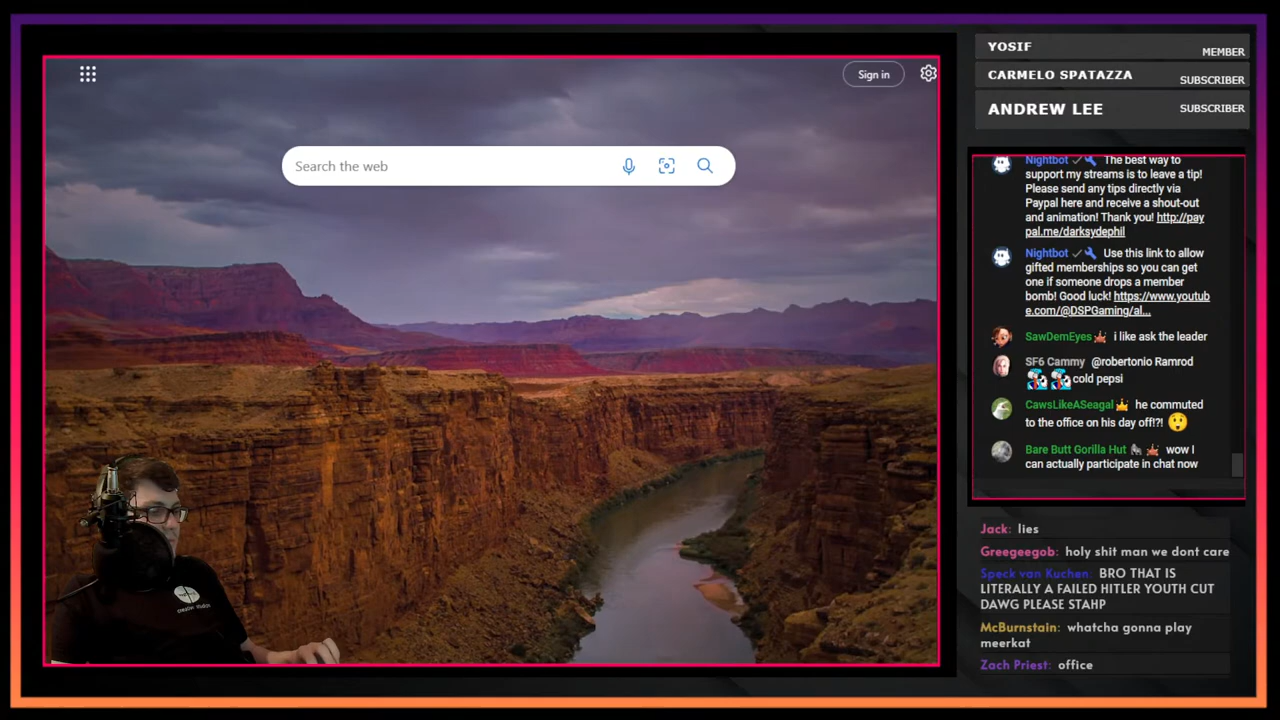 Sign in
Search the web
YOSIF
MEMBER
CARMELO SPATAZZA
SUBSCRIBER
ANDREW LEE
SUBSCRIBER
Nightbot The best way to
support my streams is to leave a tip!
Please send any tips directly via
Paypal here and receive a shout-out
and animation! Thank you! http://pay
pal.me/darksydephil
Nightbot Use this link to allow
gifted memberships so you can get
one if someone drops a member
bomb! Good luck! https://www.youtub
e.com/@DSPGaming/al...
SawDemEyes i like ask the leader
SF6 Cammy @robertonio Ramrod
cold pepsi
CawsLikeASeagal he commuted
to the office on his day off!?!
Bare Butt Gorilla Hut wow I
can actually participate in chat now
Jack: lies
Greegeegob: holy shit man we dont care
Speck van Kuchen: BRO THAT IS
LITERALLY A FAILED HITLER YOUTH CUT
DAWG PLEASE STAHP
McBurnstain: whatcha gonna play
meerkat
Zach Priest: office